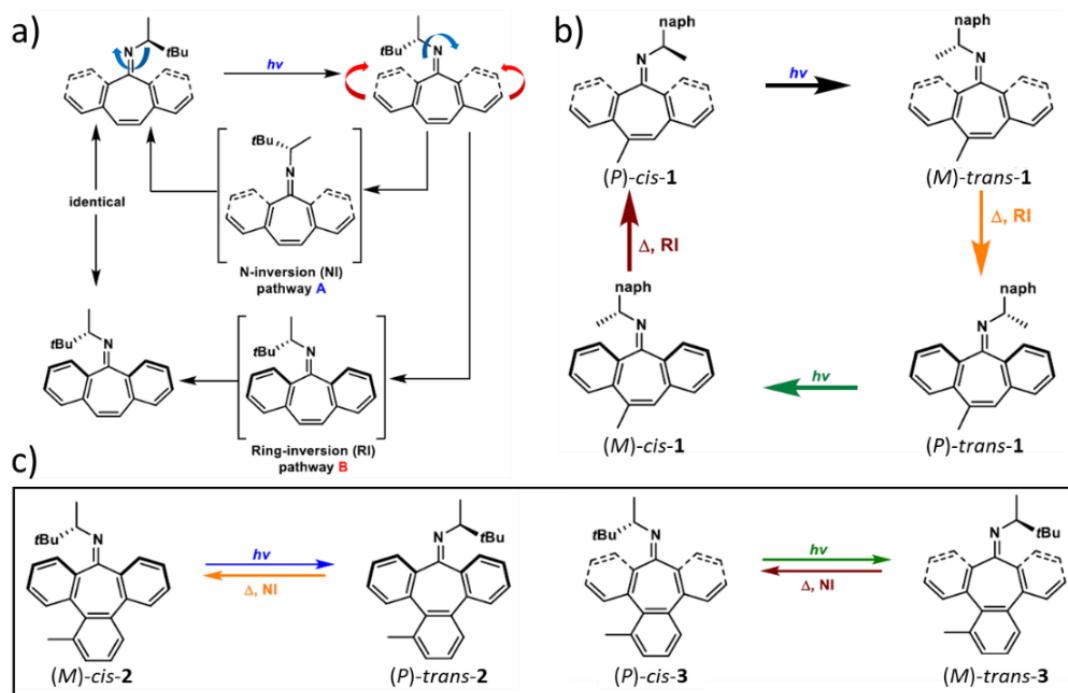 a)
N
tBu
hv
tBu
N
tBu
N
identical
N-inversion (NI)
pathway A
tBu
N
tBu
N
Ring-inversion (RI)
pathway B
b)
naph
N
hv
naph
N
(P)-cis-1
(M)-trans-1
Δ, RI
Δ, RI
naph
N
hv
naph
N
(M)-cis-1
(P)-trans-1
c)
tBu
N
hv
Δ, NI
N
tBu
tBu
N
hv
Δ, NI
N
tBu
(M)-cis-2
(P)-trans-2
(P)-cis-3
(M)-trans-3